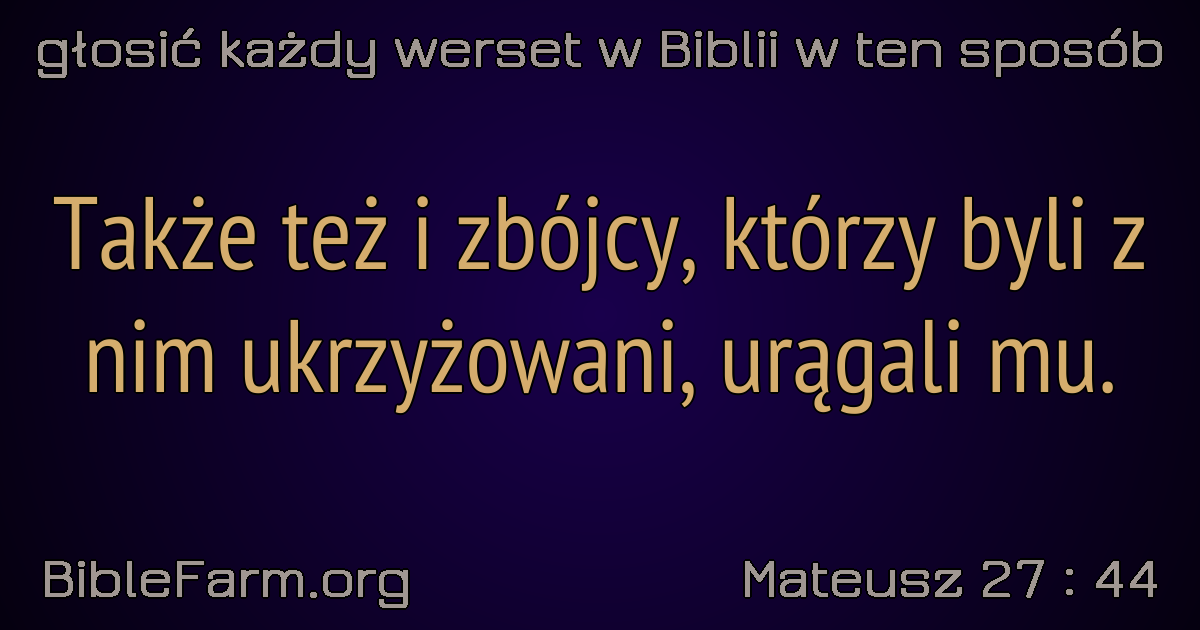 głosić każdy werset w Biblii w ten sposób
Także też i zbójcy, którzy byli z
nim ukrzyżowani, urągali mu.
BibleFarm.org
Mateusz 27 : 44